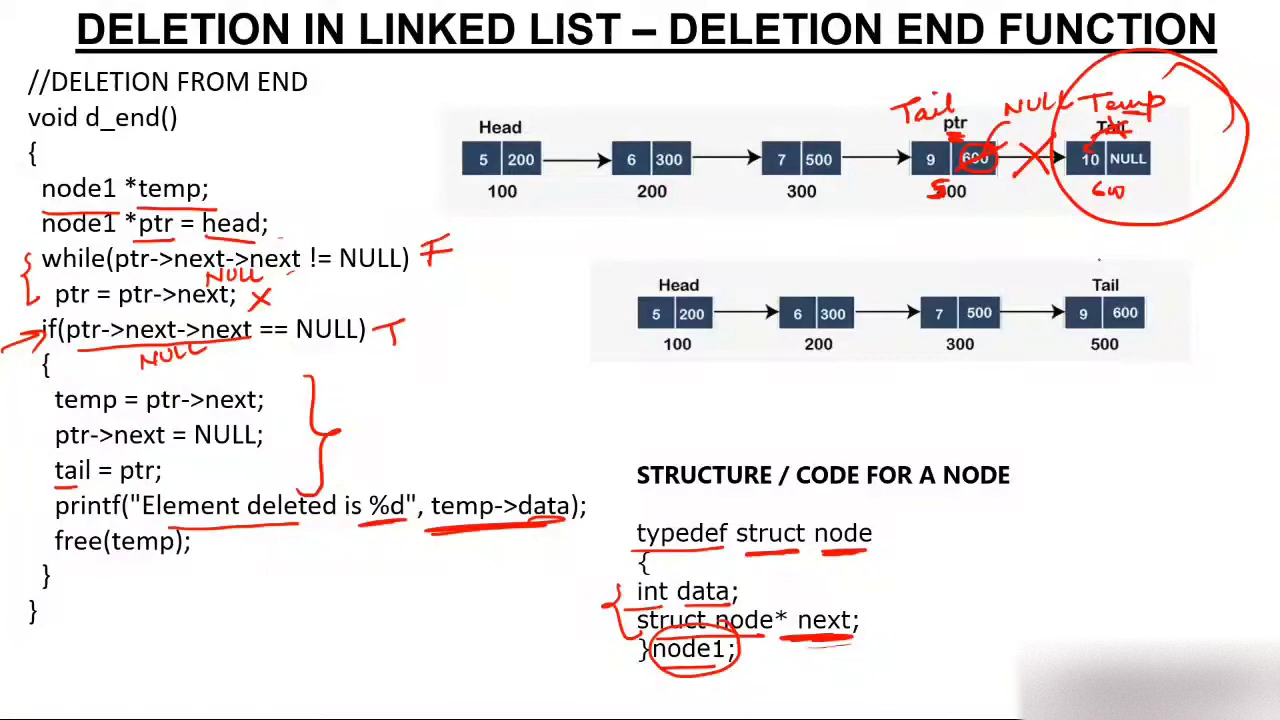 DELETION IN LINKED LIST – DELETION END FUNCTION
//DELETION FROM END
void d_end()
{
node1 *temp;
node1 *ptr = head;
while(ptr->next->next != NULL) F
NULL
ptr = ptr->next; X
if(ptr->next->next == NULL) T
NULL
{
temp = ptr->next;
ptr->next = NULL;
tail = ptr;
printf("Element deleted is %d", temp->data);
free(temp);
}
}
Tail NULL Temp
Head ptr Tail
5 200 6 300 7 500 9 600 10 NULL
100 200 300 500 600
Head Tail
5 200 6 300 7 500 9 600
100 200 300 500
STRUCTURE / CODE FOR A NODE
typedef struct node
{
int data;
struct node* next;
}node1;